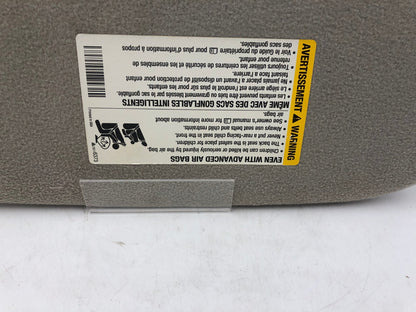 AVERTISSEMENT ⚠ WARNING
EVEN WITH ADVANCED AIR BAGS
• Children can be killed or seriously injured by the air bag.
• The back seat is the safest place for children.
• Never put a rear-facing child seat in the front seat.
• Always use seat belts and child restraints.
• See owner's manual for more information about
air bags.
MÊME AVEC DES SACS GONFLABLES INTELLIGENTS
• Les enfants peuvent être tués ou gravement blessés par le sac gonflable.
• Le siège arrière est l'endroit le plus sûr pour les enfants.
• Ne jamais placer à l'avant un dispositif de protection pour enfant
faisant face à l'arrière.
• Toujours utiliser les ceintures de sécurité et les ensembles de
retenue pour enfant.
• Voir le Guide du propriétaire pour plus d'information à propos
des sacs gonflables.